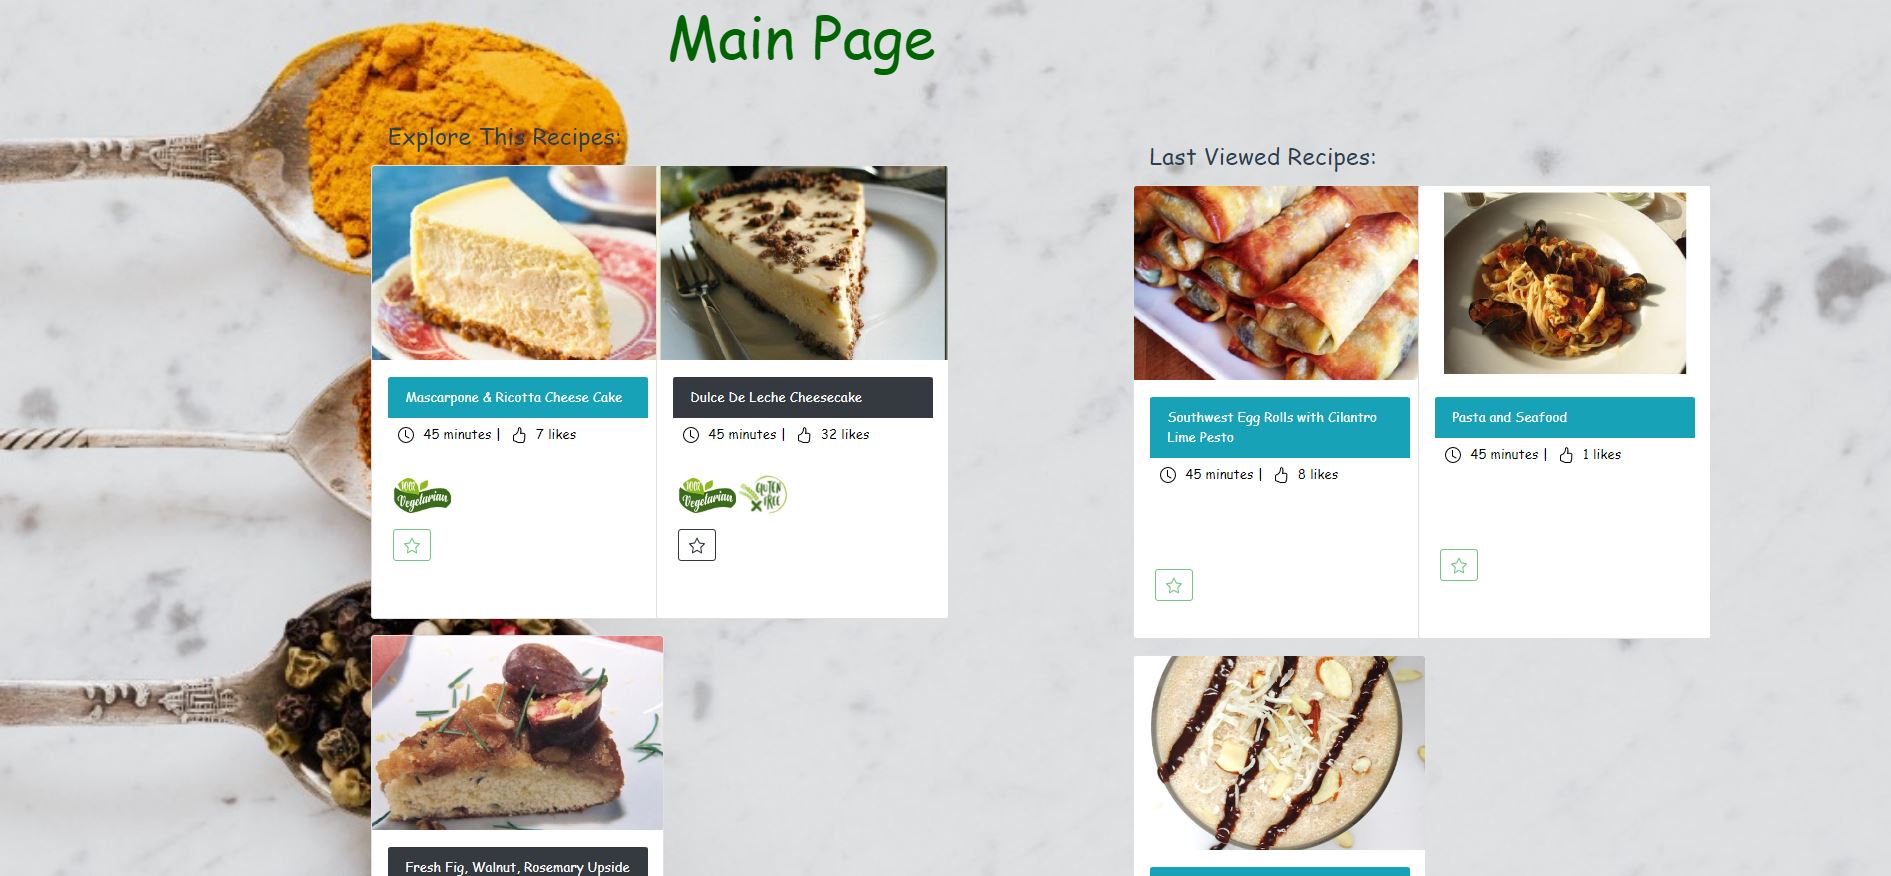 Main Page
Explore This Recipes:
Mascarpone & Ricotta Cheese Cake
45 minutes | 7 likes
100% Vegetarian
Dulce De Leche Cheesecake
45 minutes | 32 likes
100% Vegetarian
GLUTEN FREE
Fresh Fig, Walnut, Rosemary Upside
Last Viewed Recipes:
Southwest Egg Rolls with Cilantro
Lime Pesto
45 minutes | 8 likes
Pasta and Seafood
45 minutes | 1 likes